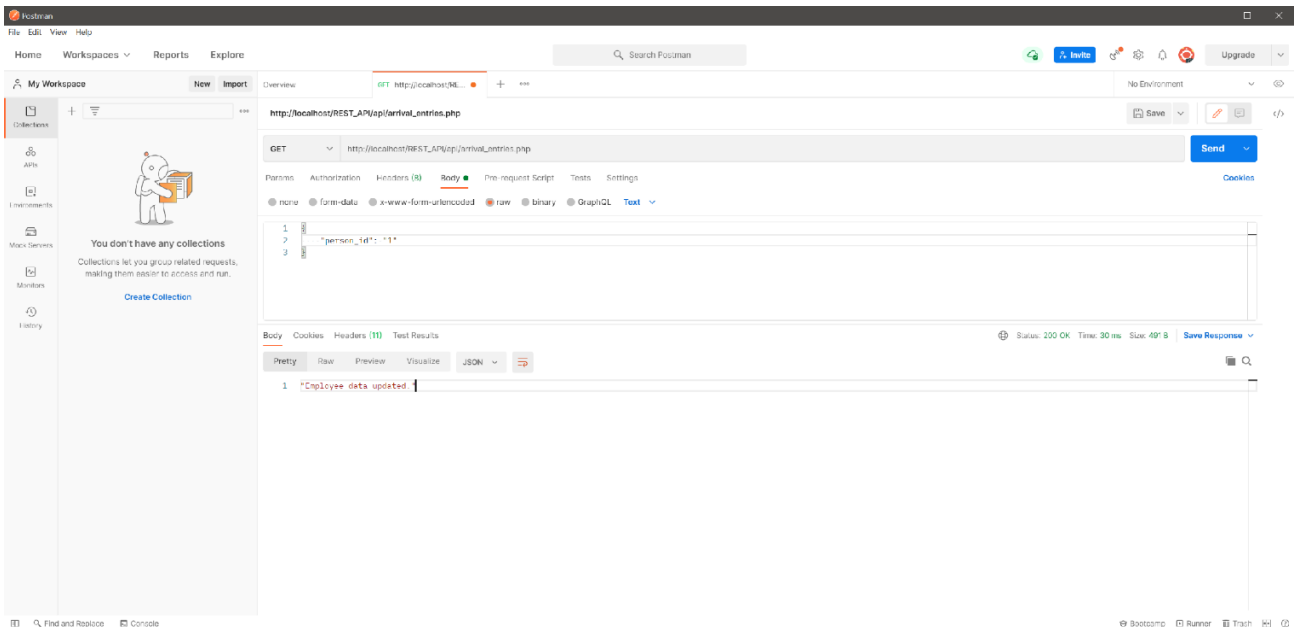 Postman
File Edit View Help
Home Workspaces Reports Explore
Search Postman
Invite
Upgrade
My Workspace
New Import
Overview
GET http://localhost/RE...
No Environment
Collections
http://localhost/REST_API/api/arrival_entries.php
Save
APIs
GET http://localhost/REST_API/api/arrival_entries.php
Send
Params Authorization Headers (8) Body Pre-request Script Tests Settings
Cookies
Environments
none form-data x-www-form-urlencoded raw binary GraphQL Text
Mock Servers
1
2 "person_id": "1"
3
Monitors
History
You don't have any collections
Collections let you group related requests,
making them easier to access and run.
Create Collection
Body Cookies Headers (11) Test Results
Status: 200 OK Time: 30 ms Size: 491 B Save Response
Pretty Raw Preview Visualize JSON
1 "Employee data updated."
Find and Replace Console
Bootcamp Runner Trash